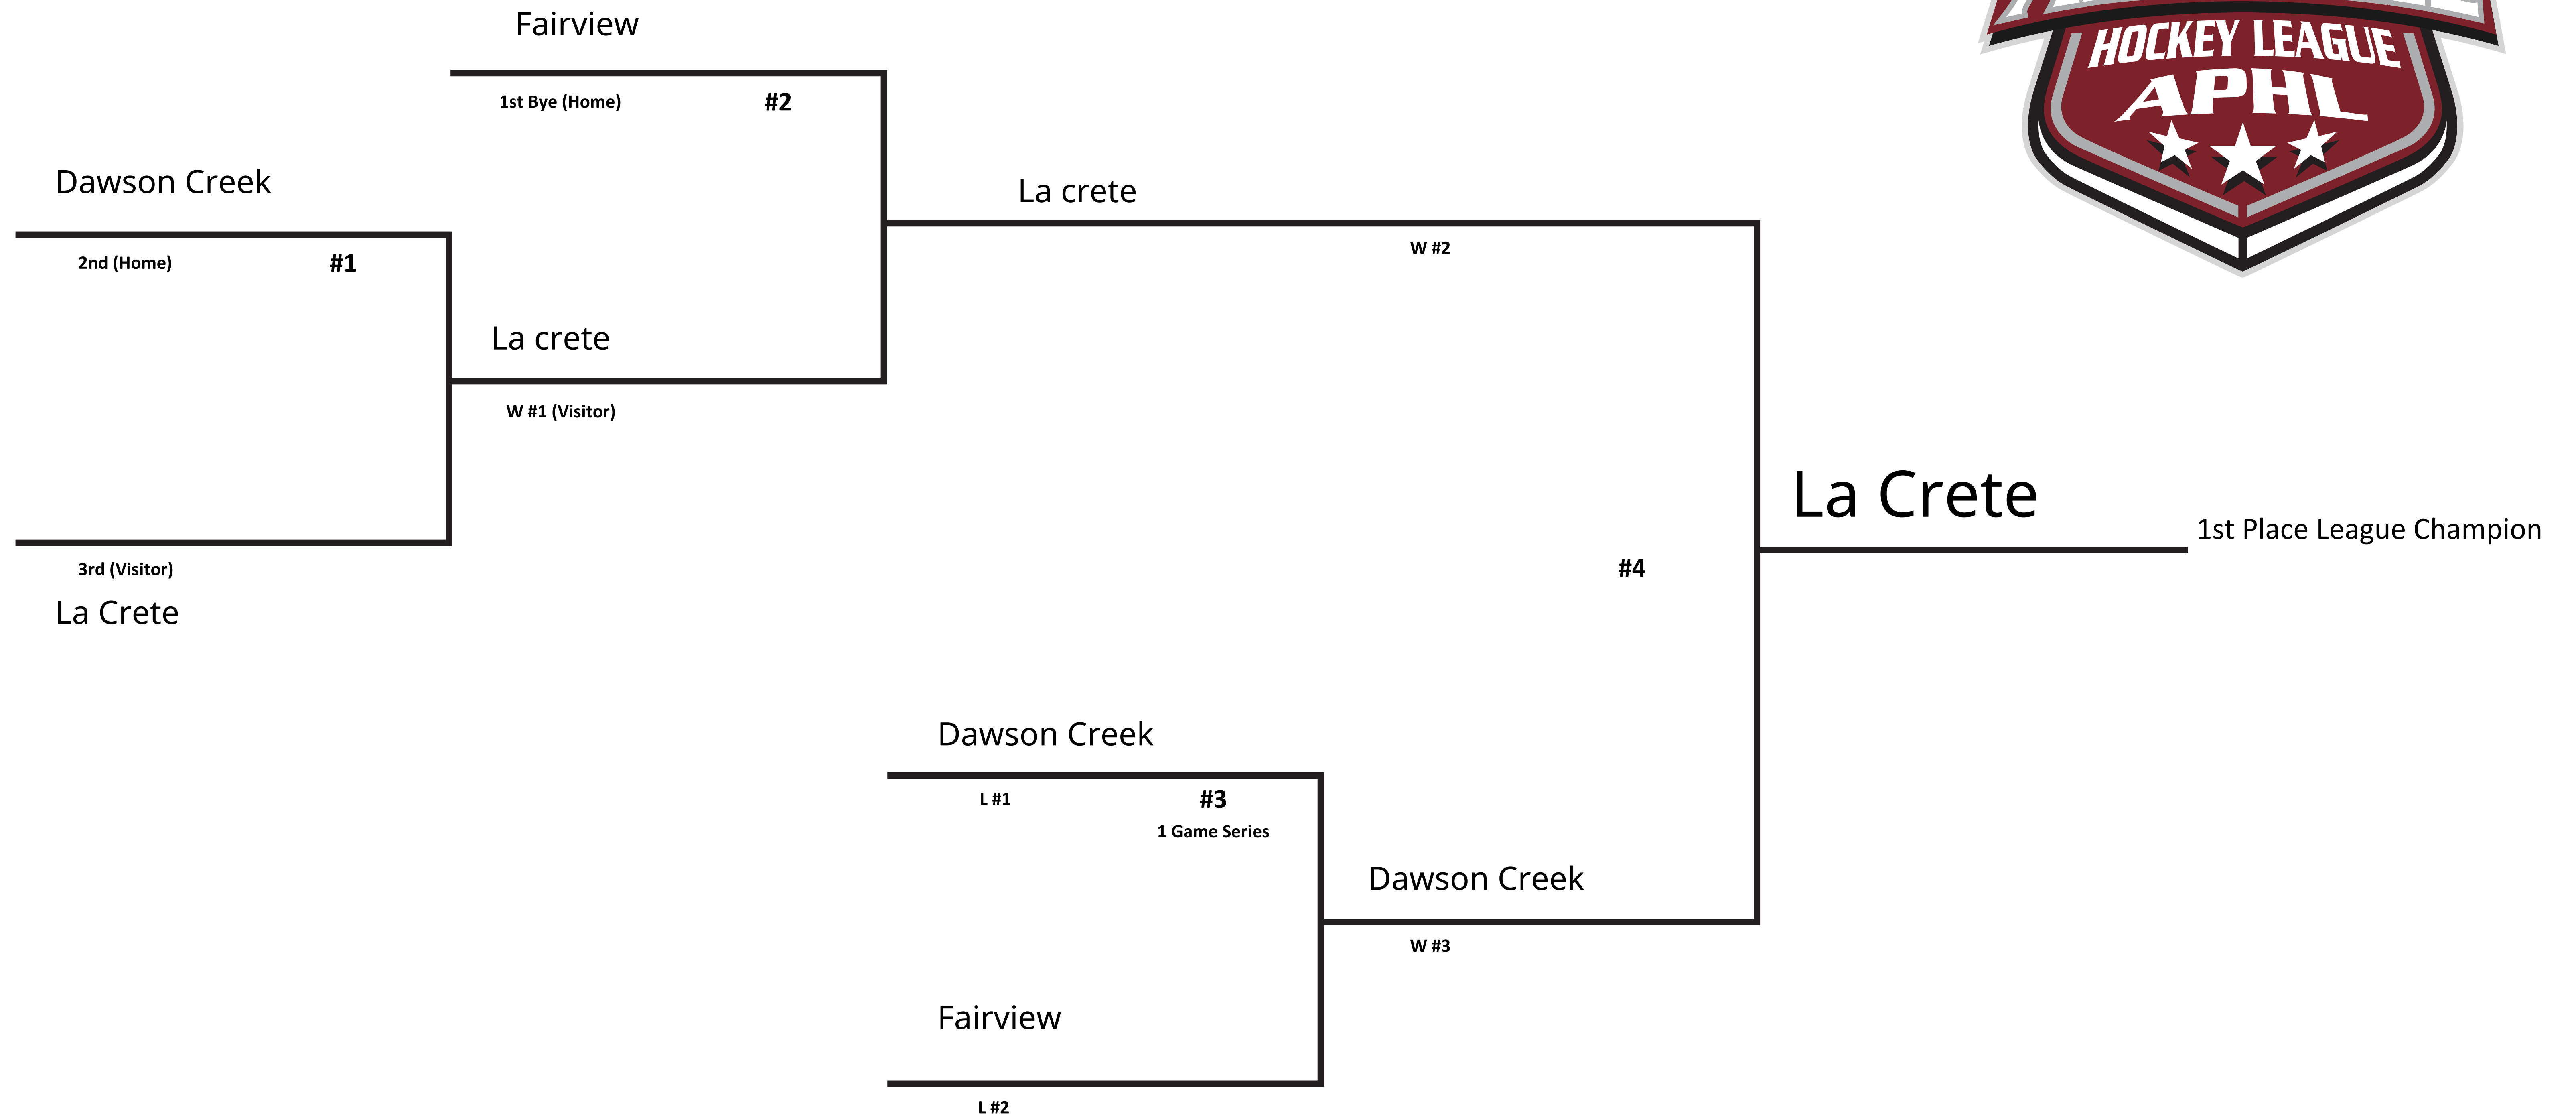 Fairview
HOCKEY LEAGUE
APHL
1st Bye (Home) #2
Dawson Creek
2nd (Home) #1
La crete
W #2
La crete
W #1 (Visitor)
La Crete
1st Place League Champion
3rd (Visitor)
#4
La Crete
Dawson Creek
L #1 #3
1 Game Series
Dawson Creek
W #3
Fairview
L #2